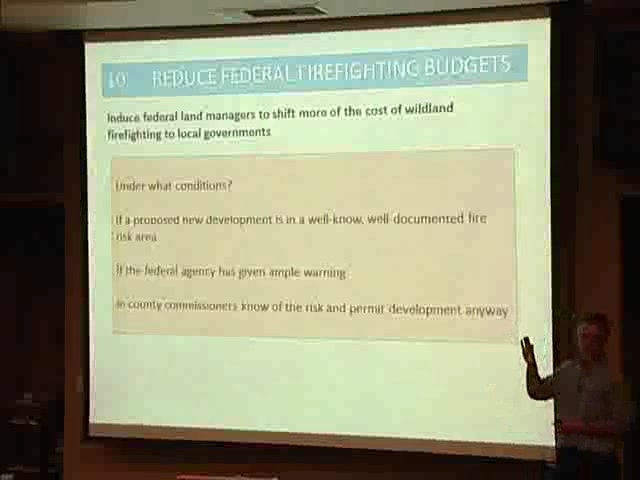 10 REDUCE FEDERAL FIREFIGHTING BUDGETS
Induce federal land managers to shift more of the cost of wildland
firefighting to local governments
Under what conditions?
If a proposed new development is in a well-know, well-documented fire
risk area
If the federal agency has given ample warning
In county commissioners know of the risk and permit development anyway